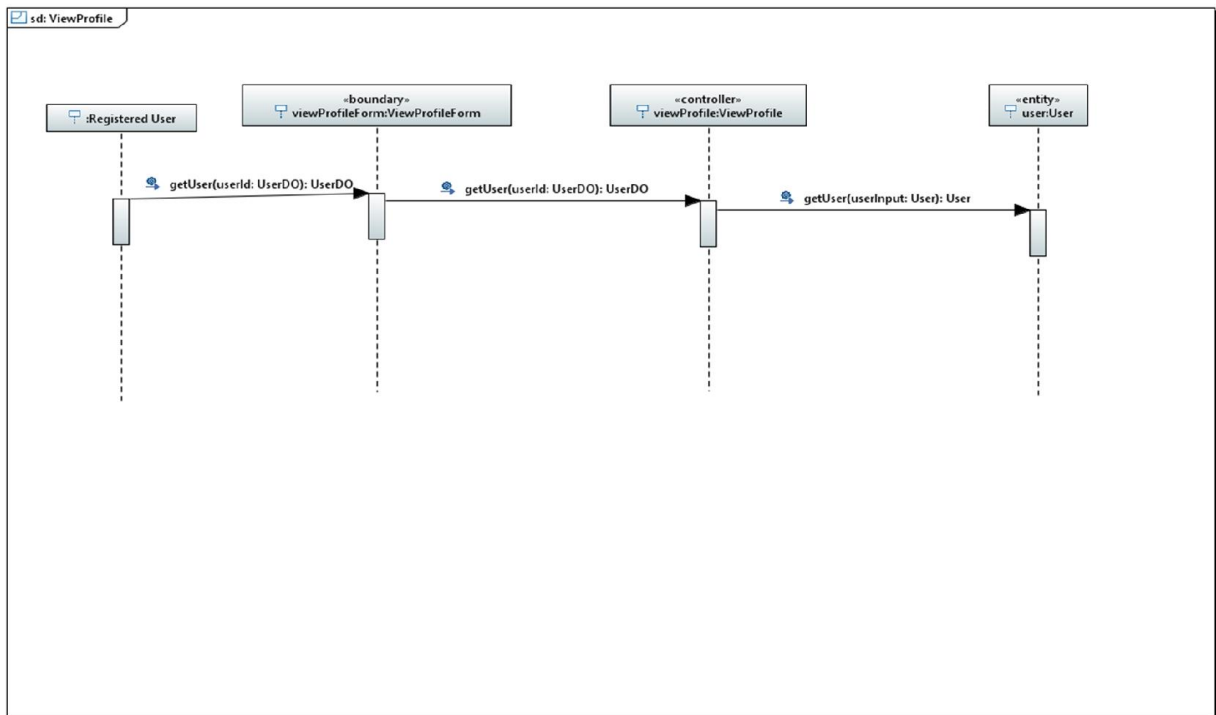 sd: ViewProfile
:Registered User
«boundary»
viewProfileForm:ViewProfileForm
«controller»
viewProfile:ViewProfile
«entity»
user:User
getUser(userId: UserDO): UserDO
getUser(userId: UserDO): UserDO
getUser(userInput: User): User